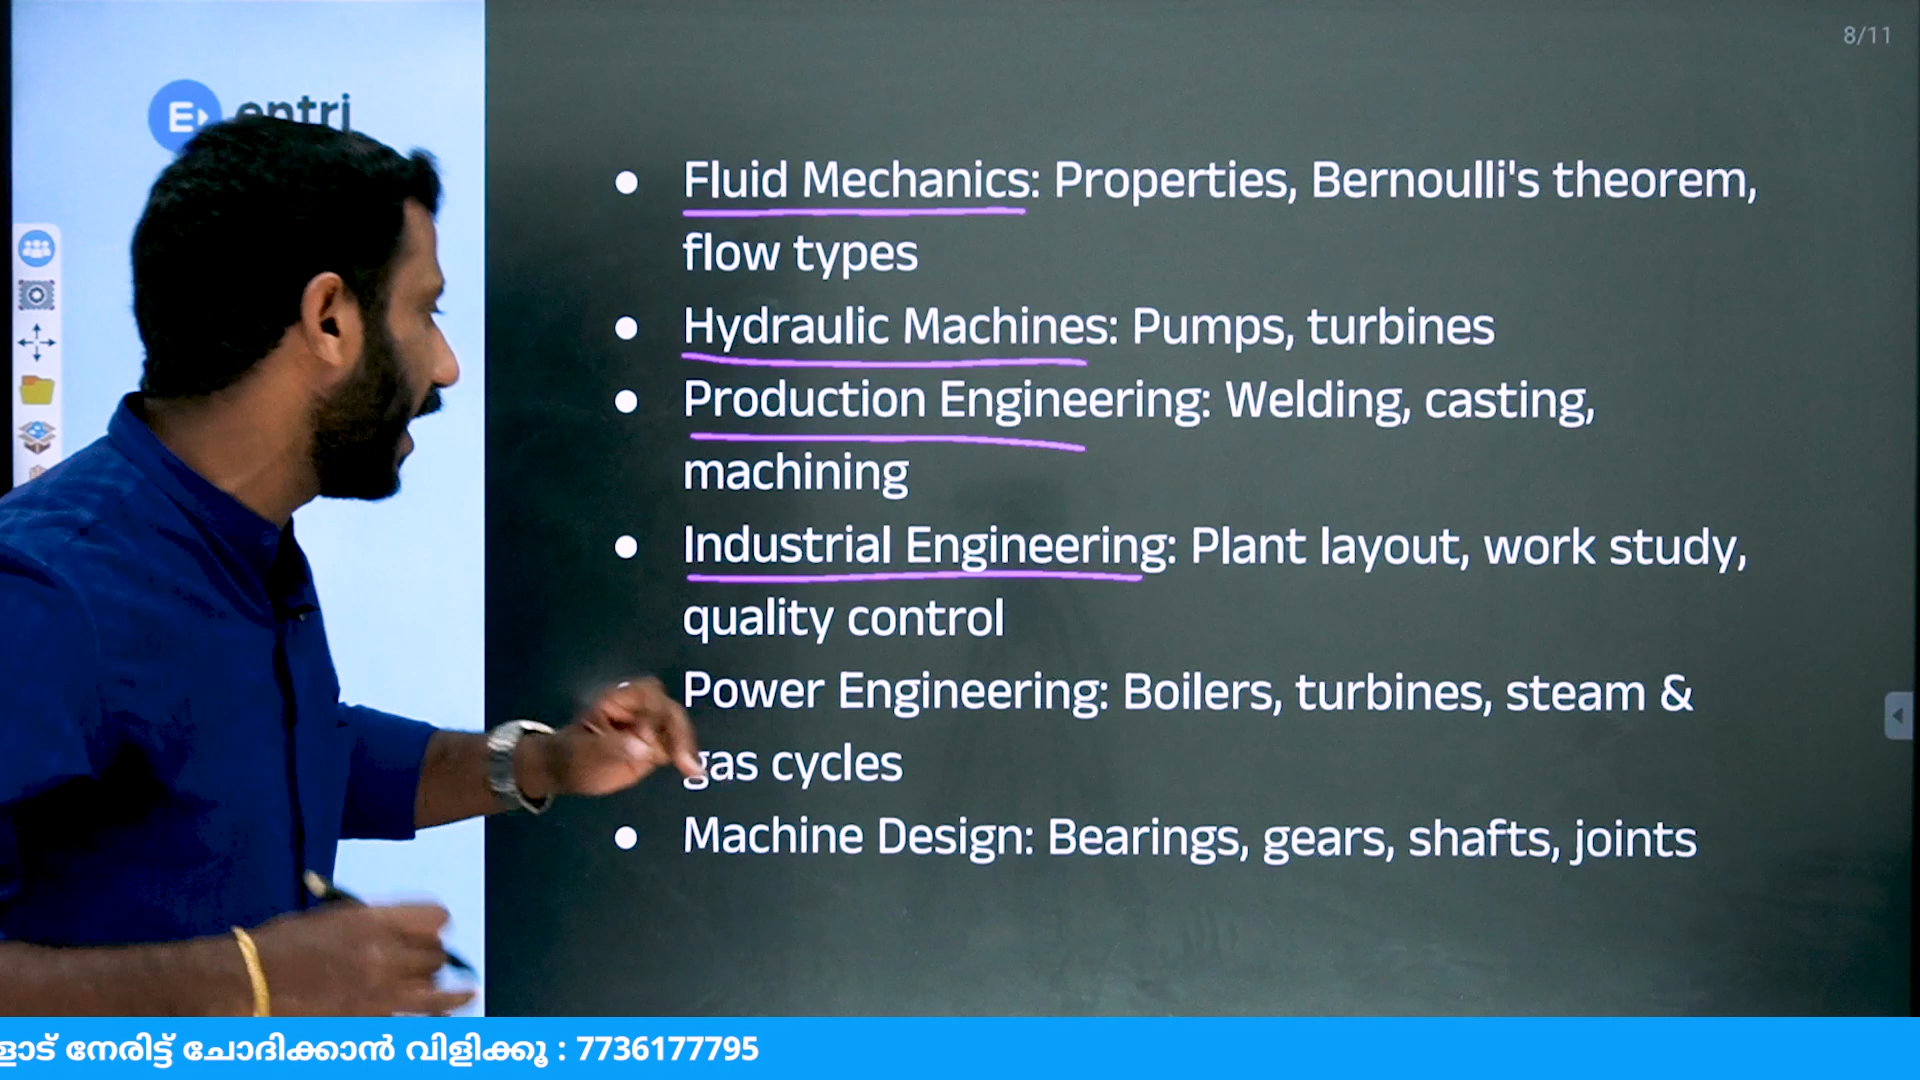 8/11
E
entri
Fluid Mechanics: Properties, Bernoulli's theorem,
flow types
Hydraulic Machines: Pumps, turbines
Production Engineering: Welding, casting,
machining
Industrial Engineering: Plant layout, work study,
quality control
Power Engineering: Boilers, turbines, steam &
gas cycles
Machine Design: Bearings, gears, shafts, joints
നേരിട്ട് ചോദിക്കാൻ വിളിക്കൂ : 7736177795